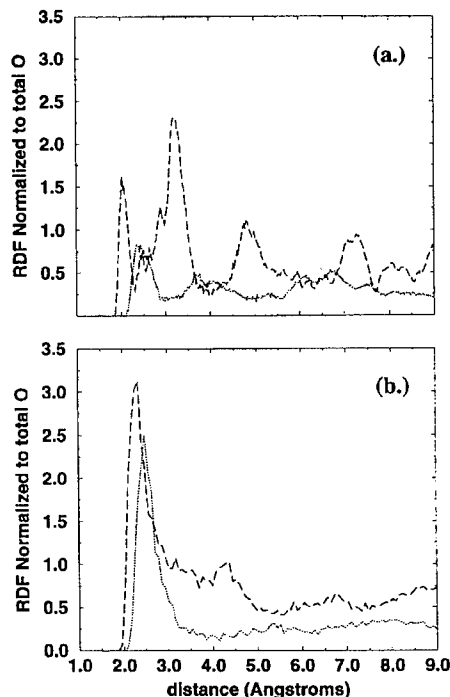 (a.)
RDF Normalized to total O
3.5
3.0
2.5
2.0
1.5
1.0
0.5
(b.)
RDF Normalized to total O
3.5
3.0
2.5
2.0
1.5
1.0
0.5
0.0
1.0 2.0 3.0 4.0 5.0 6.0 7.0 8.0 9.0
distance (Angstroms)